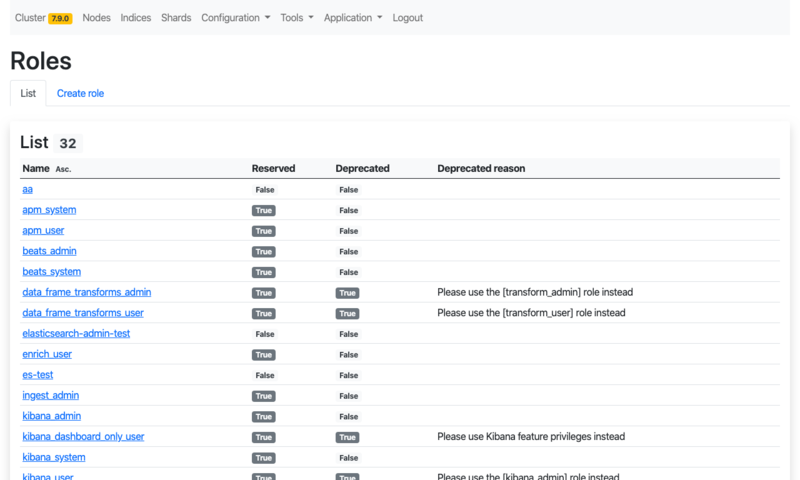 Cluster 7.9.0 Nodes Indices Shards Configuration Tools Application Logout
Roles
List Create role
List 32
Name Asc. Reserved Deprecated Deprecated reason
aa False False
apm_system True False
apm_user True False
beats_admin True False
beats_system True False
data_frame_transforms_admin True True Please use the [transform_admin] role instead
data_frame_transforms_user True True Please use the [transform_user] role instead
elasticsearch-admin-test False False
enrich_user True False
es-test False False
ingest_admin True False
kibana_admin True False
kibana_dashboard_only_user True True Please use Kibana feature privileges instead
kibana_system True False
kibana_user True True Please use the [kibana_admin] role instead